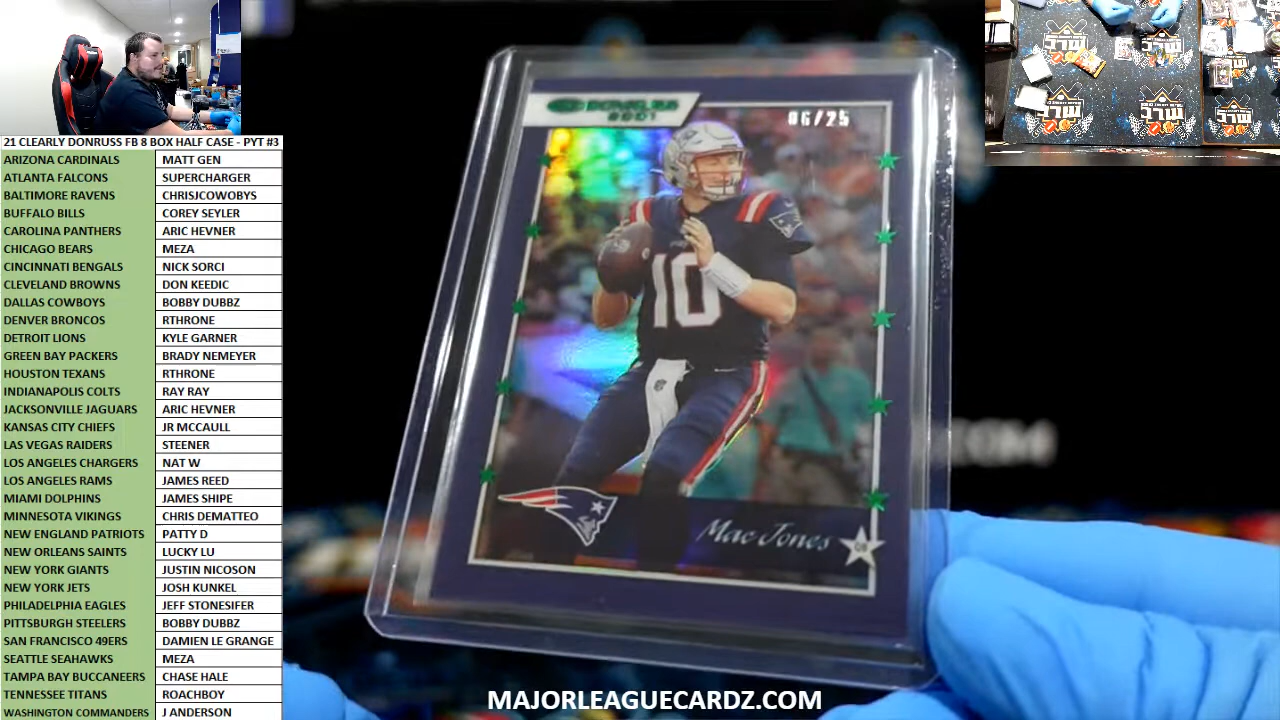 21 CLEARLY DONRUSS FB 8 BOX HALF CASE - PYT #3
ARIZONA CARDINALS MATT GEN
ATLANTA FALCONS SUPERCHARGER
BALTIMORE RAVENS CHRISJCOWOBYS
BUFFALO BILLS COREY SEYLER
CAROLINA PANTHERS ARIC HEVNER
CHICAGO BEARS MEZA
CINCINNATI BENGALS NICK SORCI
CLEVELAND BROWNS DON KEEDIC
DALLAS COWBOYS BOBBY DUBBZ
DENVER BRONCOS RTHRONE
DETROIT LIONS KYLE GARNER
GREEN BAY PACKERS BRADY NEMEYER
HOUSTON TEXANS RTHRONE
INDIANAPOLIS COLTS RAY RAY
JACKSONVILLE JAGUARS ARIC HEVNER
KANSAS CITY CHIEFS JR MCCAULL
LAS VEGAS RAIDERS STEENER
LOS ANGELES CHARGERS NAT W
LOS ANGELES RAMS JAMES REED
MIAMI DOLPHINS JAMES SHIPE
MINNESOTA VIKINGS CHRIS DEMATTEO
NEW ENGLAND PATRIOTS PATTY D
NEW ORLEANS SAINTS LUCKY LU
NEW YORK GIANTS JUSTIN NICOSON
NEW YORK JETS JOSH KUNKEL
PHILADELPHIA EAGLES JEFF STONESIFER
PITTSBURGH STEELERS BOBBY DUBBZ
SAN FRANCISCO 49ERS DAMIEN LE GRANGE
SEATTLE SEAHAWKS MEZA
TAMPA BAY BUCCANEERS CHASE HALE
TENNESSEE TITANS ROACHBOY
WASHINGTON COMMANDERS J ANDERSON
DONRUSS
2001
06/25
10
Mac Jones
QB
MAJORLEAGUECARDZ.COM